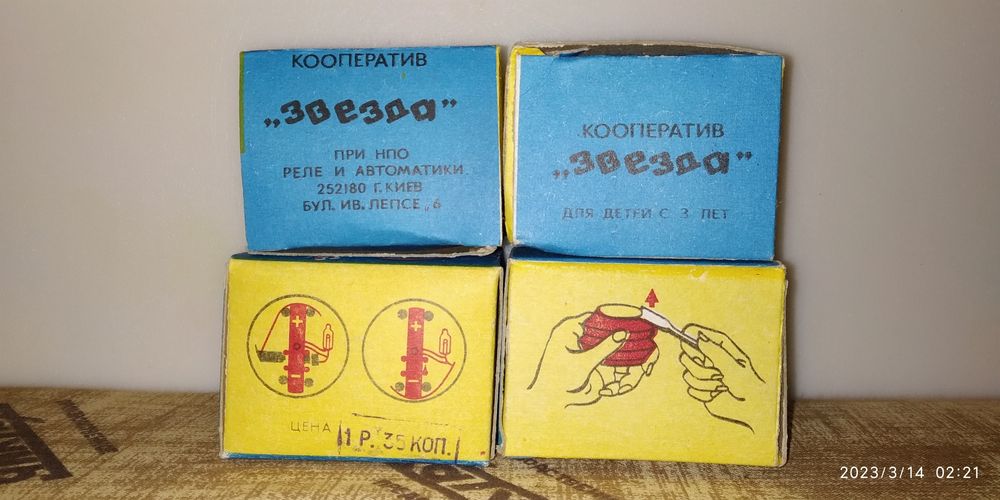 КООПЕРАТИВ
„Звезда”
ПРИ НПО
РЕЛЕ И АВТОМАТИКИ
252180 Г. КИЕВ
БУЛ. ИВ. ЛЕПСЕ, 6
КООПЕРАТИВ
„Звезда”
ДЛЯ ДЕТЕЙ С 3 ЛЕТ
+
+
ЦЕНА 1 Р. 35 КОП.
2023/3/14 02:21